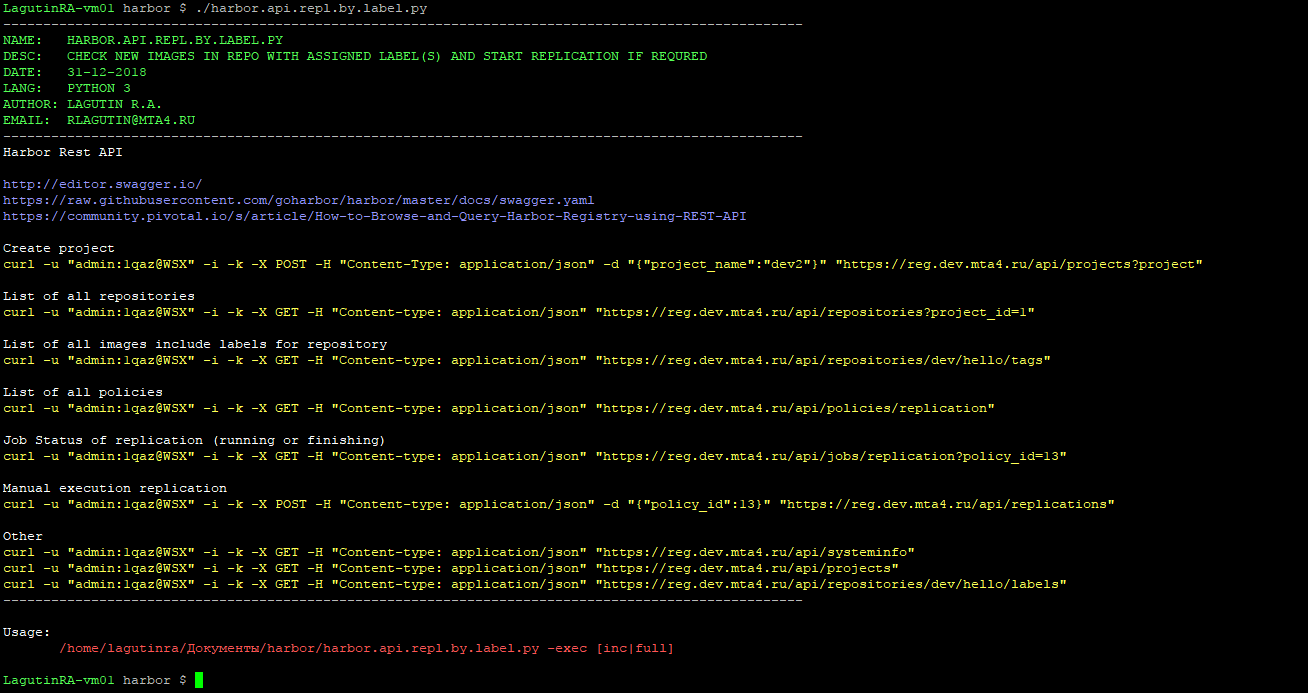 LagutinRA-vm01 harbor $ ./harbor.api.repl.by.label.py
----------------------------------------------------------------------------------------------------
NAME:   HARBOR.API.REPL.BY.LABEL.PY
DESC:   CHECK NEW IMAGES IN REPO WITH ASSIGNED LABEL(S) AND START REPLICATION IF REQURED
DATE:   31-12-2018
LANG:   PYTHON 3
AUTHOR: LAGUTIN R.A.
EMAIL:  RLAGUTIN@MTA4.RU
----------------------------------------------------------------------------------------------------
Harbor Rest API
http://editor.swagger.io/
https://raw.githubusercontent.com/goharbor/harbor/master/docs/swagger.yaml
https://community.pivotal.io/s/article/How-to-Browse-and-Query-Harbor-Registry-using-REST-API
Create project
curl -u "admin:1qaz@WSX" -i -k -X POST -H "Content-Type: application/json" -d "{"project_name":"dev2"}" "https://reg.dev.mta4.ru/api/projects?project"
List of all repositories
curl -u "admin:1qaz@WSX" -i -k -X GET -H "Content-type: application/json" "https://reg.dev.mta4.ru/api/repositories?project_id=1"
List of all images include labels for repository
curl -u "admin:1qaz@WSX" -i -k -X GET -H "Content-type: application/json" "https://reg.dev.mta4.ru/api/repositories/dev/hello/tags"
List of all policies
curl -u "admin:1qaz@WSX" -i -k -X GET -H "Content-type: application/json" "https://reg.dev.mta4.ru/api/policies/replication"
Job Status of replication (running or finishing)
curl -u "admin:1qaz@WSX" -i -k -X GET -H "Content-type: application/json" "https://reg.dev.mta4.ru/api/jobs/replication?policy_id=13"
Manual execution replication
curl -u "admin:1qaz@WSX" -i -k -X POST -H "Content-type: application/json" -d "{"policy_id":13}" "https://reg.dev.mta4.ru/api/replications"
Other
curl -u "admin:1qaz@WSX" -i -k -X GET -H "Content-type: application/json" "https://reg.dev.mta4.ru/api/systeminfo"
curl -u "admin:1qaz@WSX" -i -k -X GET -H "Content-type: application/json" "https://reg.dev.mta4.ru/api/projects"
curl -u "admin:1qaz@WSX" -i -k -X GET -H "Content-type: application/json" "https://reg.dev.mta4.ru/api/repositories/dev/hello/labels"
----------------------------------------------------------------------------------------------------
Usage:
/home/lagutinra/Документы/harbor/harbor.api.repl.by.label.py -exec [inc|full]
LagutinRA-vm01 harbor $